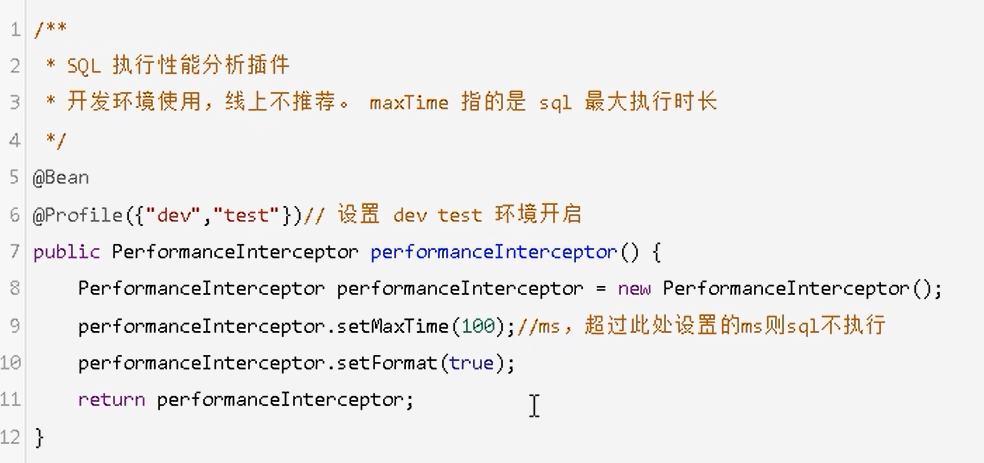 1 /**
2  * SQL 执行性能分析插件
3  * 开发环境使用，线上不推荐。 maxTime 指的是 sql 最大执行时长
4  */
5 @Bean
6 @Profile({"dev","test"})// 设置 dev test 环境开启
7 public PerformanceInterceptor performanceInterceptor() {
8     PerformanceInterceptor performanceInterceptor = new PerformanceInterceptor();
9     performanceInterceptor.setMaxTime(100);//ms，超过此处设置的ms则sql不执行
10     performanceInterceptor.setFormat(true);
11     return performanceInterceptor;
12 }